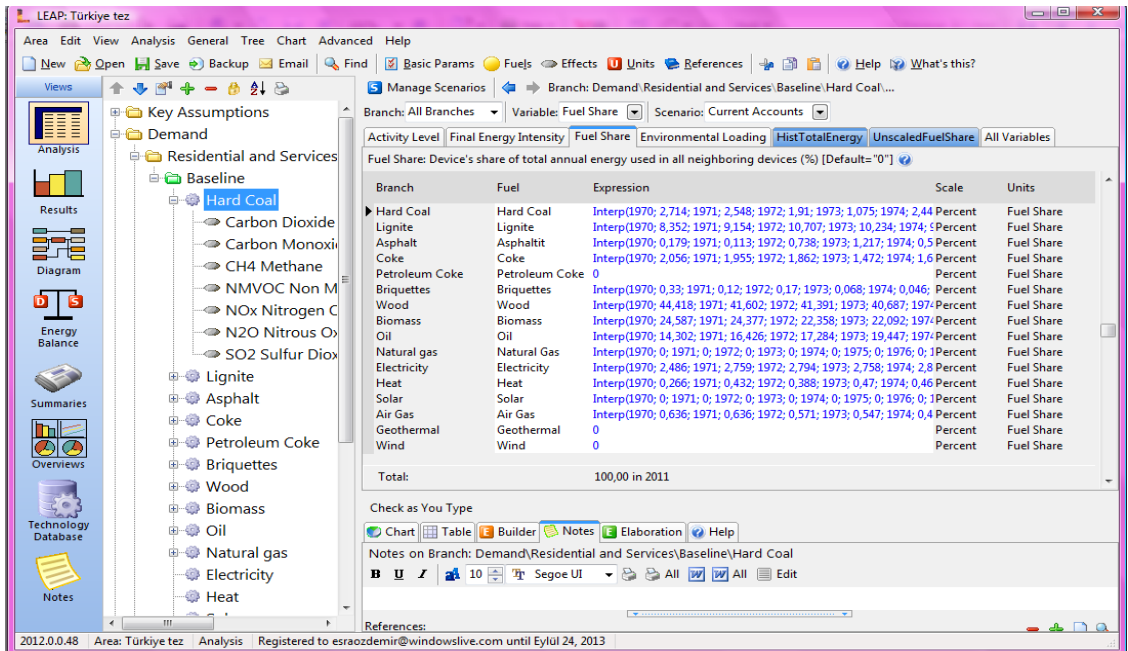 LEAP: Türkiye tez
Area Edit View Analysis General Tree Chart Advanced Help
New Open Save Backup Email Find Basic Params Fuels Effects Units References Help What's this?
Views
Manage Scenarios Branch: Demand\Residential and Services\Baseline\Hard Coal\...
Branch: All Branches Variable: Fuel Share Scenario: Current Accounts
Activity Level Final Energy Intensity Fuel Share Environmental Loading HistTotalEnergy UnscaledFuelShare All Variables
Fuel Share: Device's share of total annual energy used in all neighboring devices (%) [Default="0"]
Analysis
Results
Diagram
Energy
Balance
Summaries
Overviews
Technology
Database
Notes
Key Assumptions
Demand
Residential and Services
Baseline
Hard Coal
Carbon Dioxide
Carbon Monoxi
CH4 Methane
NMVOC Non M
NOx Nitrogen C
N2O Nitrous O
SO2 Sulfur Diox
Lignite
Asphalt
Coke
Petroleum Coke
Briquettes
Wood
Biomass
Oil
Natural gas
Electricity
Heat
Branch Fuel Expression Scale Units
Hard Coal Hard Coal Interp(1970; 2,714; 1971; 2,548; 1972; 1,91; 1973; 1,075; 1974; 2,44 Percent Fuel Share
Lignite Lignite Interp(1970; 8,352; 1971; 9,154; 1972; 10,707; 1973; 10,234; 1974; 9 Percent Fuel Share
Asphalt Asphaltit Interp(1970; 0,179; 1971; 0,113; 1972; 0,738; 1973; 1,217; 1974; 0,5 Percent Fuel Share
Coke Coke Interp(1970; 2,056; 1971; 1,955; 1972; 1,862; 1973; 1,472; 1974; 1,6 Percent Fuel Share
Petroleum Coke Petroleum Coke 0 Percent Fuel Share
Briquettes Briquettes Interp(1970; 0,33; 1971; 0,12; 1972; 0,17; 1973; 0,068; 1974; 0,046; Percent Fuel Share
Wood Wood Interp(1970; 44,418; 1971; 41,602; 1972; 41,391; 1973; 40,687; 1974 Percent Fuel Share
Biomass Biomass Interp(1970; 24,587; 1971; 24,377; 1972; 22,358; 1973; 22,092; 1974 Percent Fuel Share
Oil Oil Interp(1970; 14,302; 1971; 16,426; 1972; 17,284; 1973; 19,447; 1974 Percent Fuel Share
Natural gas Natural Gas Interp(1970; 0; 1971; 0; 1972; 0; 1973; 0; 1974; 0; 1975; 0; 1976; 0; 1 Percent Fuel Share
Electricity Electricity Interp(1970; 2,486; 1971; 2,759; 1972; 2,794; 1973; 2,758; 1974; 2,8 Percent Fuel Share
Heat Heat Interp(1970; 0,266; 1971; 0,432; 1972; 0,388; 1973; 0,47; 1974; 0,46 Percent Fuel Share
Solar Solar Interp(1970; 0; 1971; 0; 1972; 0; 1973; 0; 1974; 0; 1975; 0; 1976; 0; 1 Percent Fuel Share
Air Gas Air Gas Interp(1970; 0,636; 1971; 0,636; 1972; 0,571; 1973; 0,547; 1974; 0,4 Percent Fuel Share
Geothermal Geothermal 0 Percent Fuel Share
Wind Wind 0 Percent Fuel Share
Total: 100,00 in 2011
Check as You Type
Chart Table Builder Notes Elaboration Help
Notes on Branch: Demand\Residential and Services\Baseline\Hard Coal
B U I 10 Segoe UI All All Edit
References:
2012.0.0.48 Area: Türkiye tez Analysis Registered to esraozdemir@windowslive.com until Eylül 24, 2013